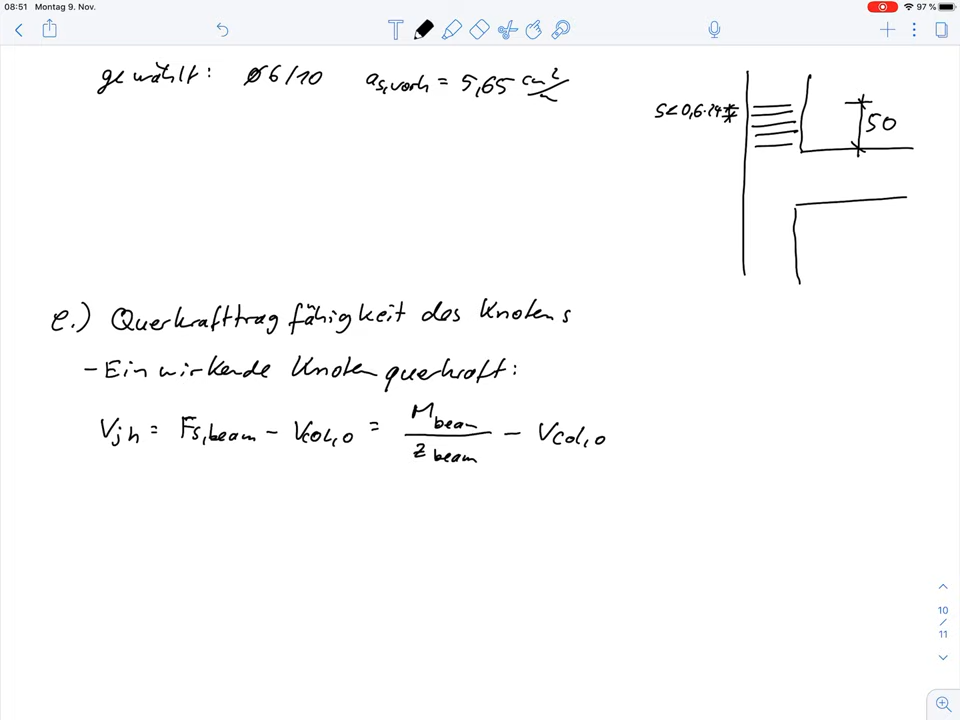 08:51 Montag 9. Nov. 97 %
gewählt: ø6/10 as,vorh = 5,65 cm²/m
s<0,6·24
50
e.) Querkrafttragfähigkeit des Knotens
- Einwirkende Knotenquerkraft:
Vjh = Fs,beam - Vcol,o = Mbeam / zbeam - Vcol,o
10
/
11